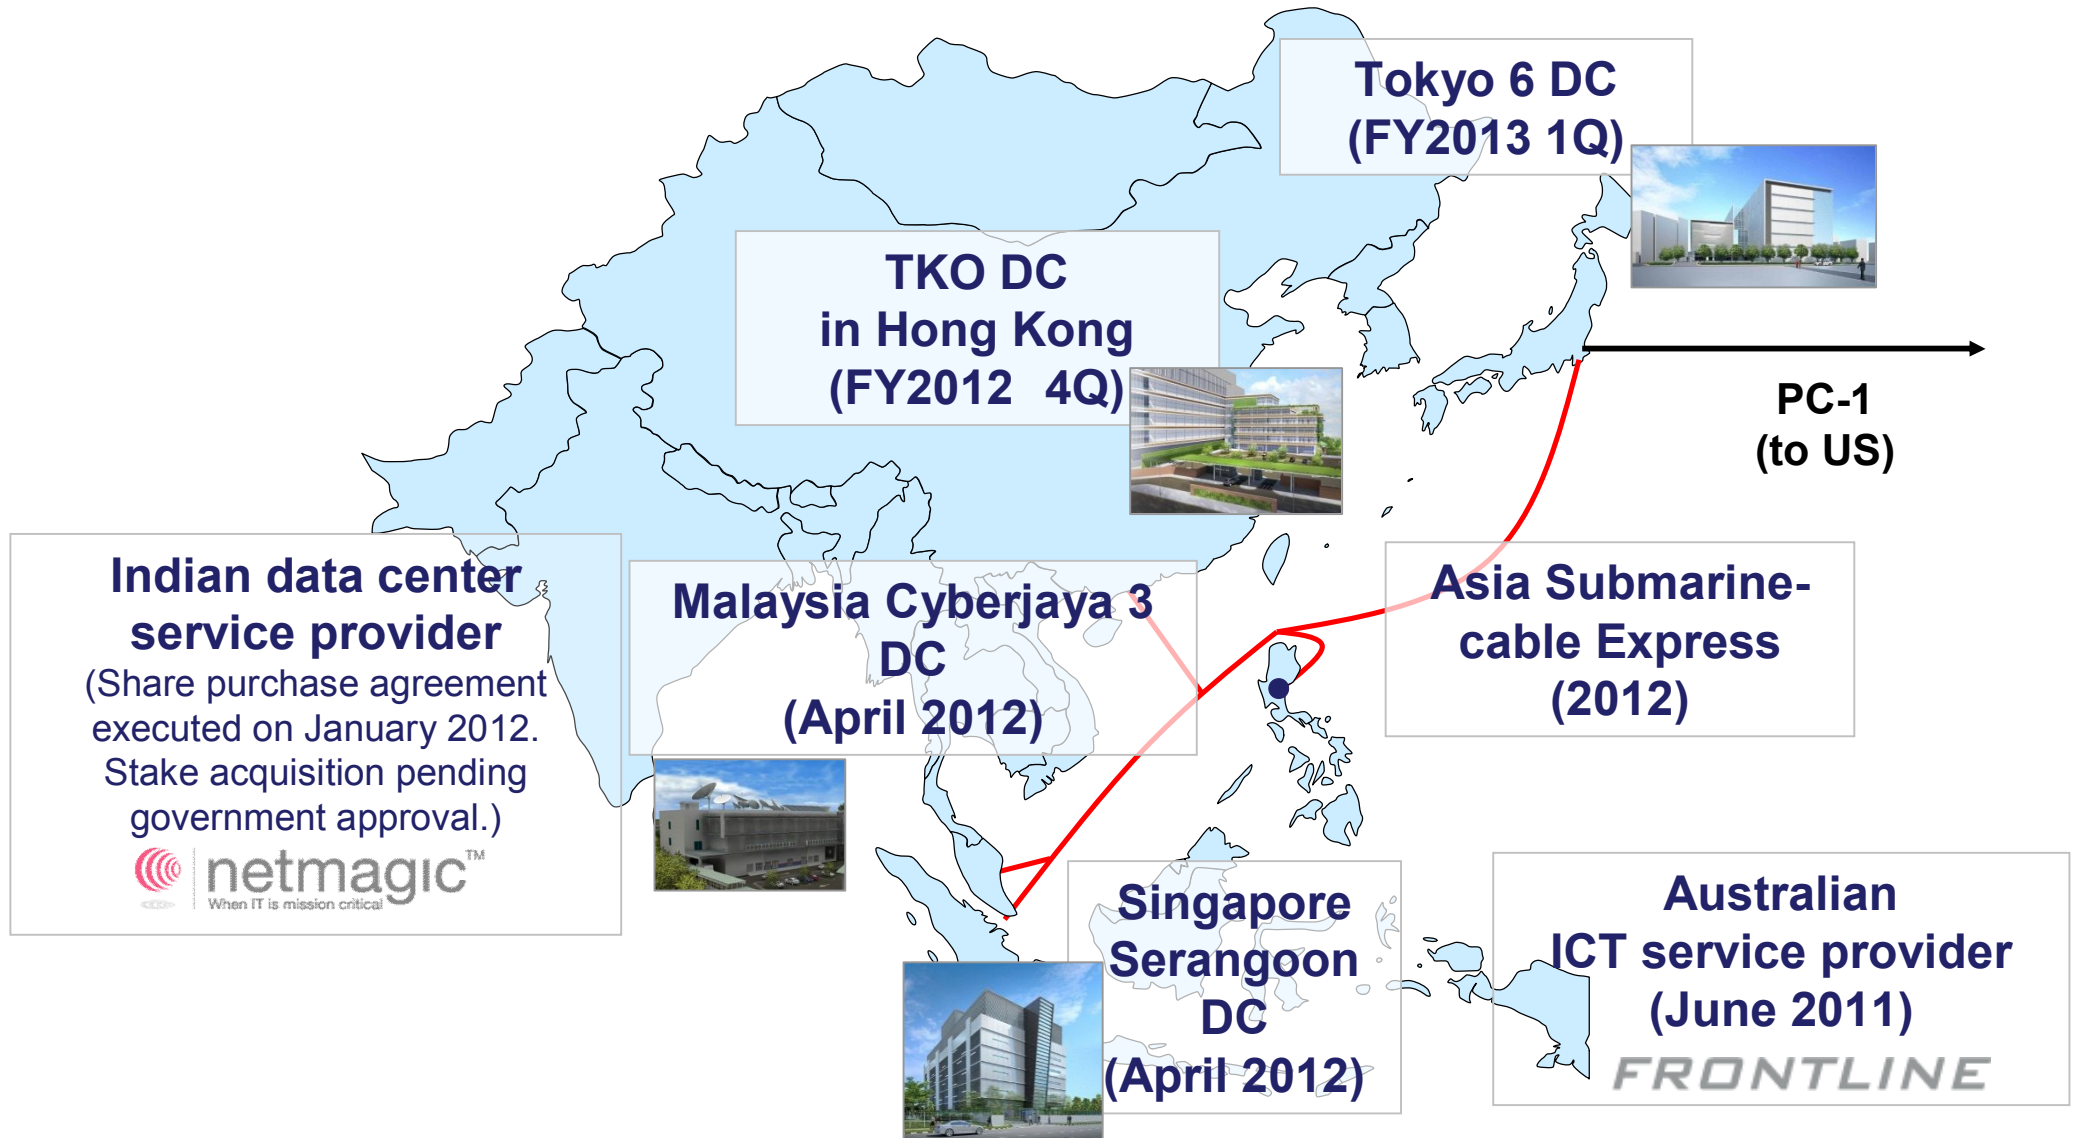 Tokyo 6 DC
(FY2013 1Q)
TKO DC
in Hong Kong
(FY2012 4Q)
PC-1
(to US)
Indian data center
service provider
(Share purchase agreement
executed on January 2012.
Stake acquisition pending
government approval.)
netmagic™
When IT is mission critical
Malaysia Cyberjaya 3
DC
(April 2012)
Asia Submarine-
cable Express
(2012)
Singapore
Serangoon
DC
(April 2012)
Australian
ICT service provider
(June 2011)
FRONTLINE